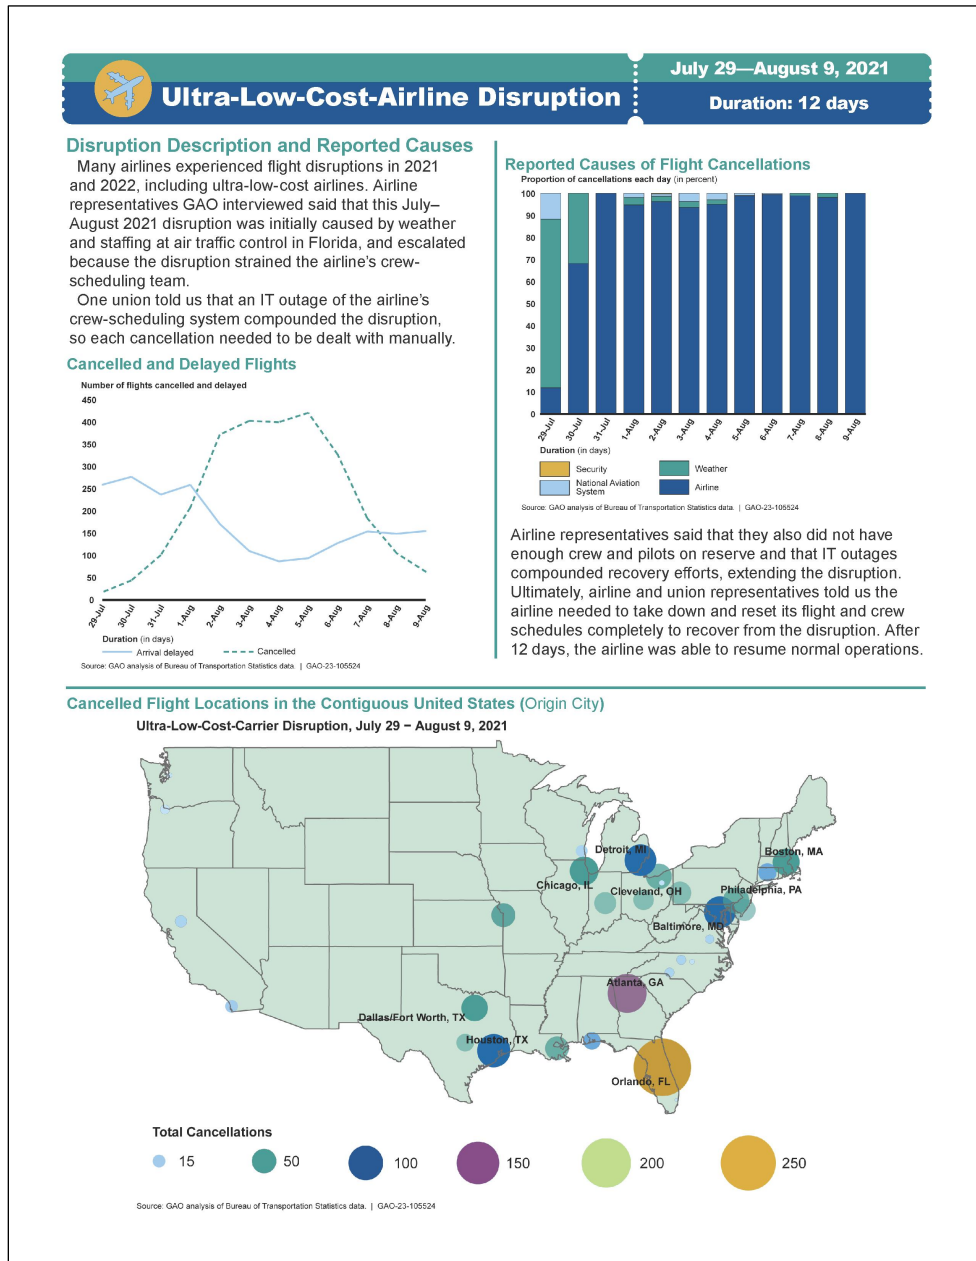 Ultra-Low-Cost-Airline Disruption
July 29—August 9, 2021
Duration: 12 days
Disruption Description and Reported Causes
Many airlines experienced flight disruptions in 2021
and 2022, including ultra-low-cost airlines. Airline
representatives GAO interviewed said that this July–
August 2021 disruption was initially caused by weather
and staffing at air traffic control in Florida, and escalated
because the disruption strained the airline's crew-
scheduling team.
One union told us that an IT outage of the airline's
crew-scheduling system compounded the disruption,
so each cancellation needed to be dealt with manually.
Cancelled and Delayed Flights
Number of flights cancelled and delayed
450
400
350
300
250
200
150
100
50
0
29-Jul
30-Jul
31-Jul
1-Aug
2-Aug
3-Aug
4-Aug
5-Aug
6-Aug
7-Aug
8-Aug
9-Aug
Duration (in days)
Arrival delayed
Cancelled
Source: GAO analysis of Bureau of Transportation Statistics data. | GAO-23-105524
Reported Causes of Flight Cancellations
Proportion of cancellations each day (in percent)
100
90
80
70
60
50
40
30
20
10
0
29-Jul
30-Jul
31-Jul
1-Aug
2-Aug
3-Aug
4-Aug
5-Aug
6-Aug
7-Aug
8-Aug
9-Aug
Duration (in days)
Security
Weather
National Aviation
System
Airline
Source: GAO analysis of Bureau of Transportation Statistics data. | GAO-23-105524
Airline representatives said that they also did not have
enough crew and pilots on reserve and that IT outages
compounded recovery efforts, extending the disruption.
Ultimately, airline and union representatives told us the
airline needed to take down and reset its flight and crew
schedules completely to recover from the disruption. After
12 days, the airline was able to resume normal operations.
Cancelled Flight Locations in the Contiguous United States (Origin City)
Ultra-Low-Cost-Carrier Disruption, July 29 – August 9, 2021
Detroit, MI
Boston, MA
Chicago, IL
Cleveland, OH
Philadelphia, PA
Baltimore, MD
Atlanta, GA
Dallas/Fort Worth, TX
Houston, TX
Orlando, FL
Total Cancellations
15
50
100
150
200
250
Source: GAO analysis of Bureau of Transportation Statistics data. | GAO-23-105524